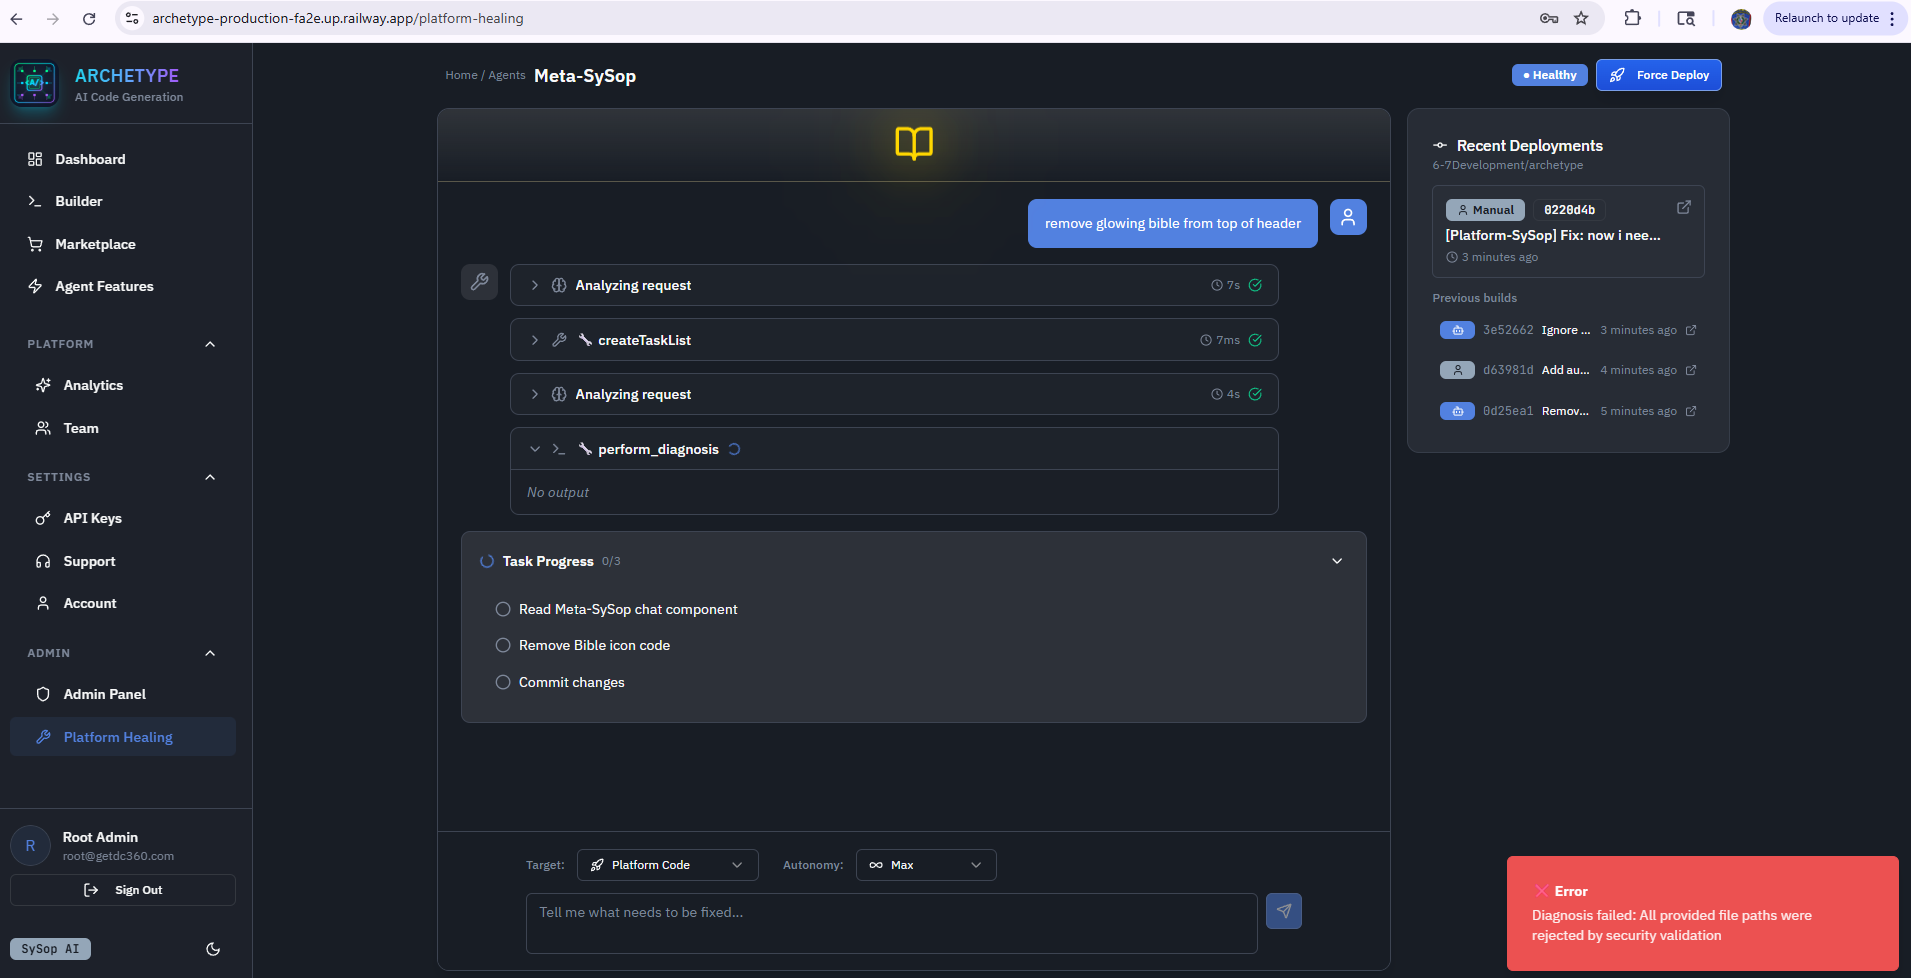 archetype-production-fa2e.up.railway.app/platform-healing
Relaunch to update
ARCHETYPE
AI Code Generation
Dashboard
Builder
Marketplace
Agent Features
PLATFORM
Analytics
Team
SETTINGS
API Keys
Support
Account
ADMIN
Admin Panel
Platform Healing
R
Root Admin
root@getdc360.com
Sign Out
SySop AI
Home / Agents Meta-SySop
Healthy
Force Deploy
remove glowing bible from top of header
Analyzing request 7s
createTaskList 7ms
Analyzing request 4s
perform_diagnosis
No output
Task Progress 0/3
Read Meta-SySop chat component
Remove Bible icon code
Commit changes
Target: Platform Code Autonomy: Max
Tell me what needs to be fixed...
Recent Deployments
6-7Development/archetype
Manual 0220d4b
[Platform-SySop] Fix: now i nee...
3 minutes ago
Previous builds
3e52662 Ignore ... 3 minutes ago
d63981d Add au... 4 minutes ago
0d25ea1 Remov... 5 minutes ago
Error
Diagnosis failed: All provided file paths were
rejected by security validation